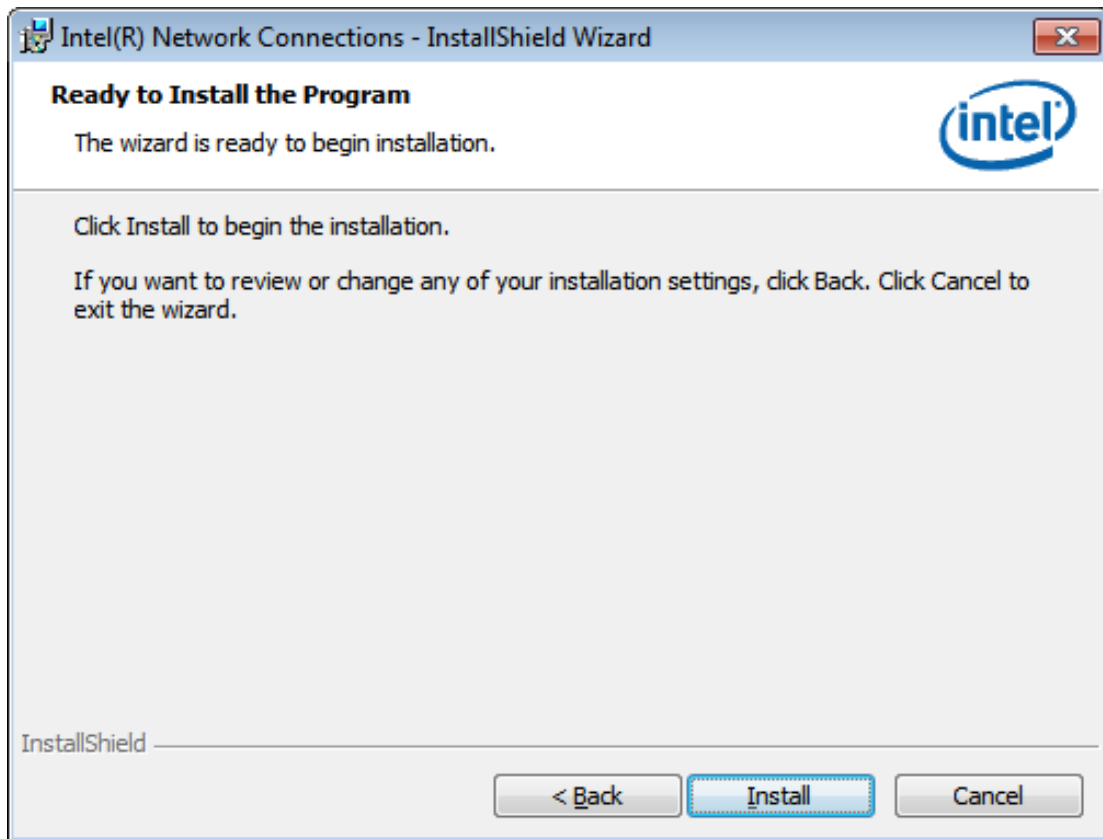 Intel(R) Network Connections - InstallShield Wizard
Ready to Install the Program
The wizard is ready to begin installation.
intel
Click Install to begin the installation.
If you want to review or change any of your installation settings, click Back. Click Cancel to
exit the wizard.
InstallShield
< Back
Install
Cancel